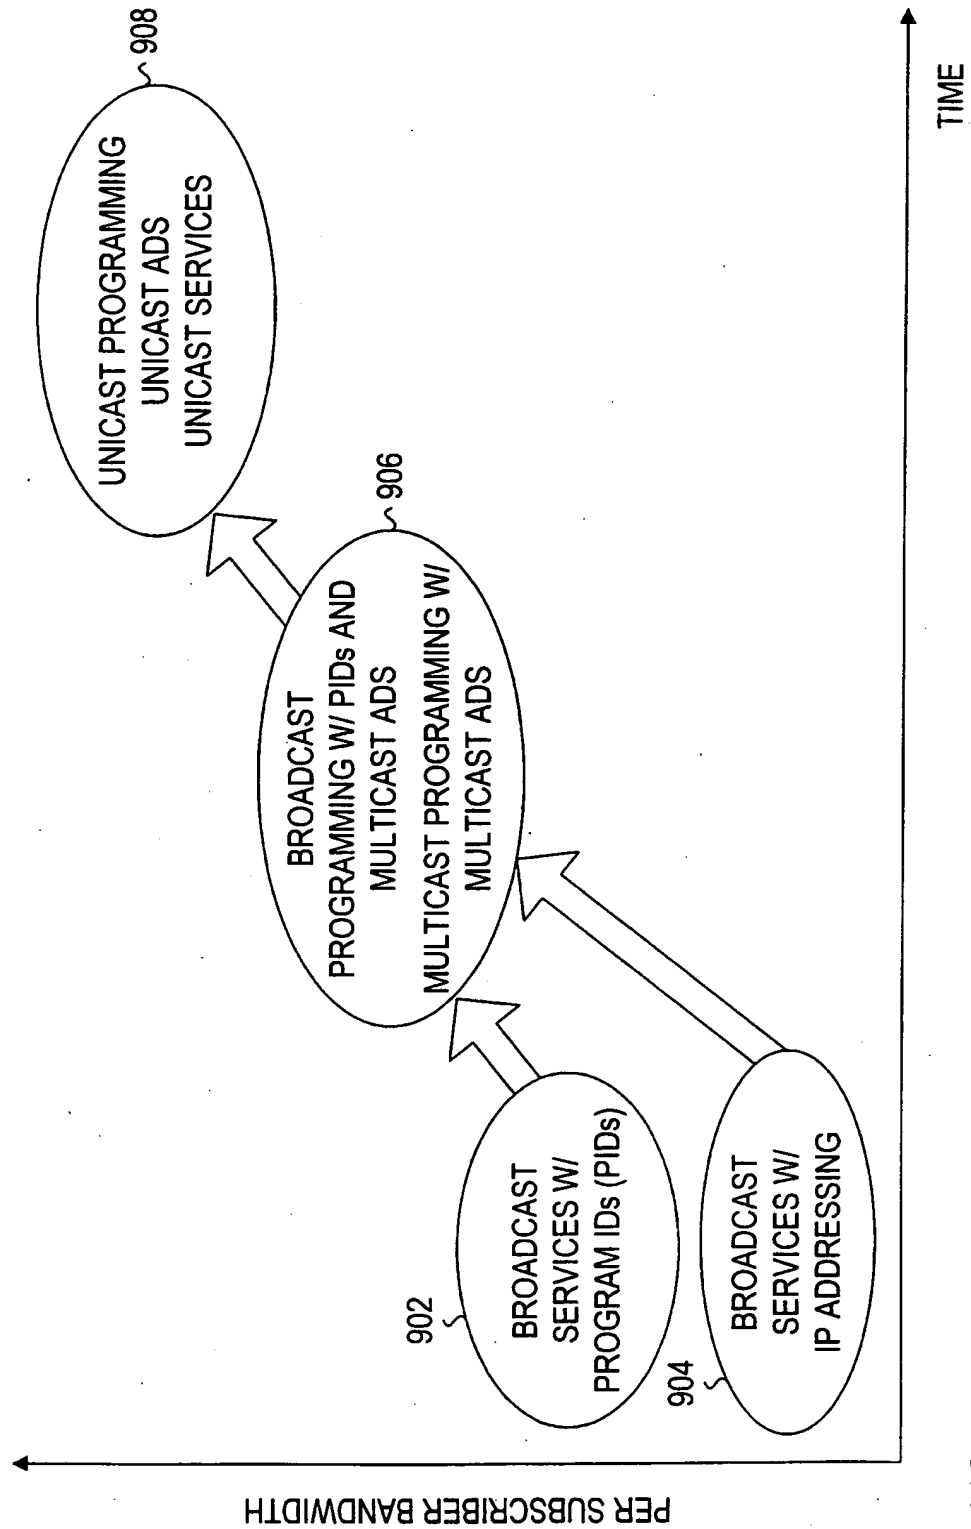 PER SUBSCRIBER BANDWIDTH
902
BROADCAST
SERVICES W/
PROGRAM IDs (PIDs)
904
BROADCAST
SERVICES W/
IP ADDRESSING
906
BROADCAST
PROGRAMMING W/ PIDs AND
MULTICAST ADS
MULTICAST PROGRAMMING W/
MULTICAST ADS
908
UNICAST PROGRAMMING
UNICAST ADS
UNICAST SERVICES
TIME